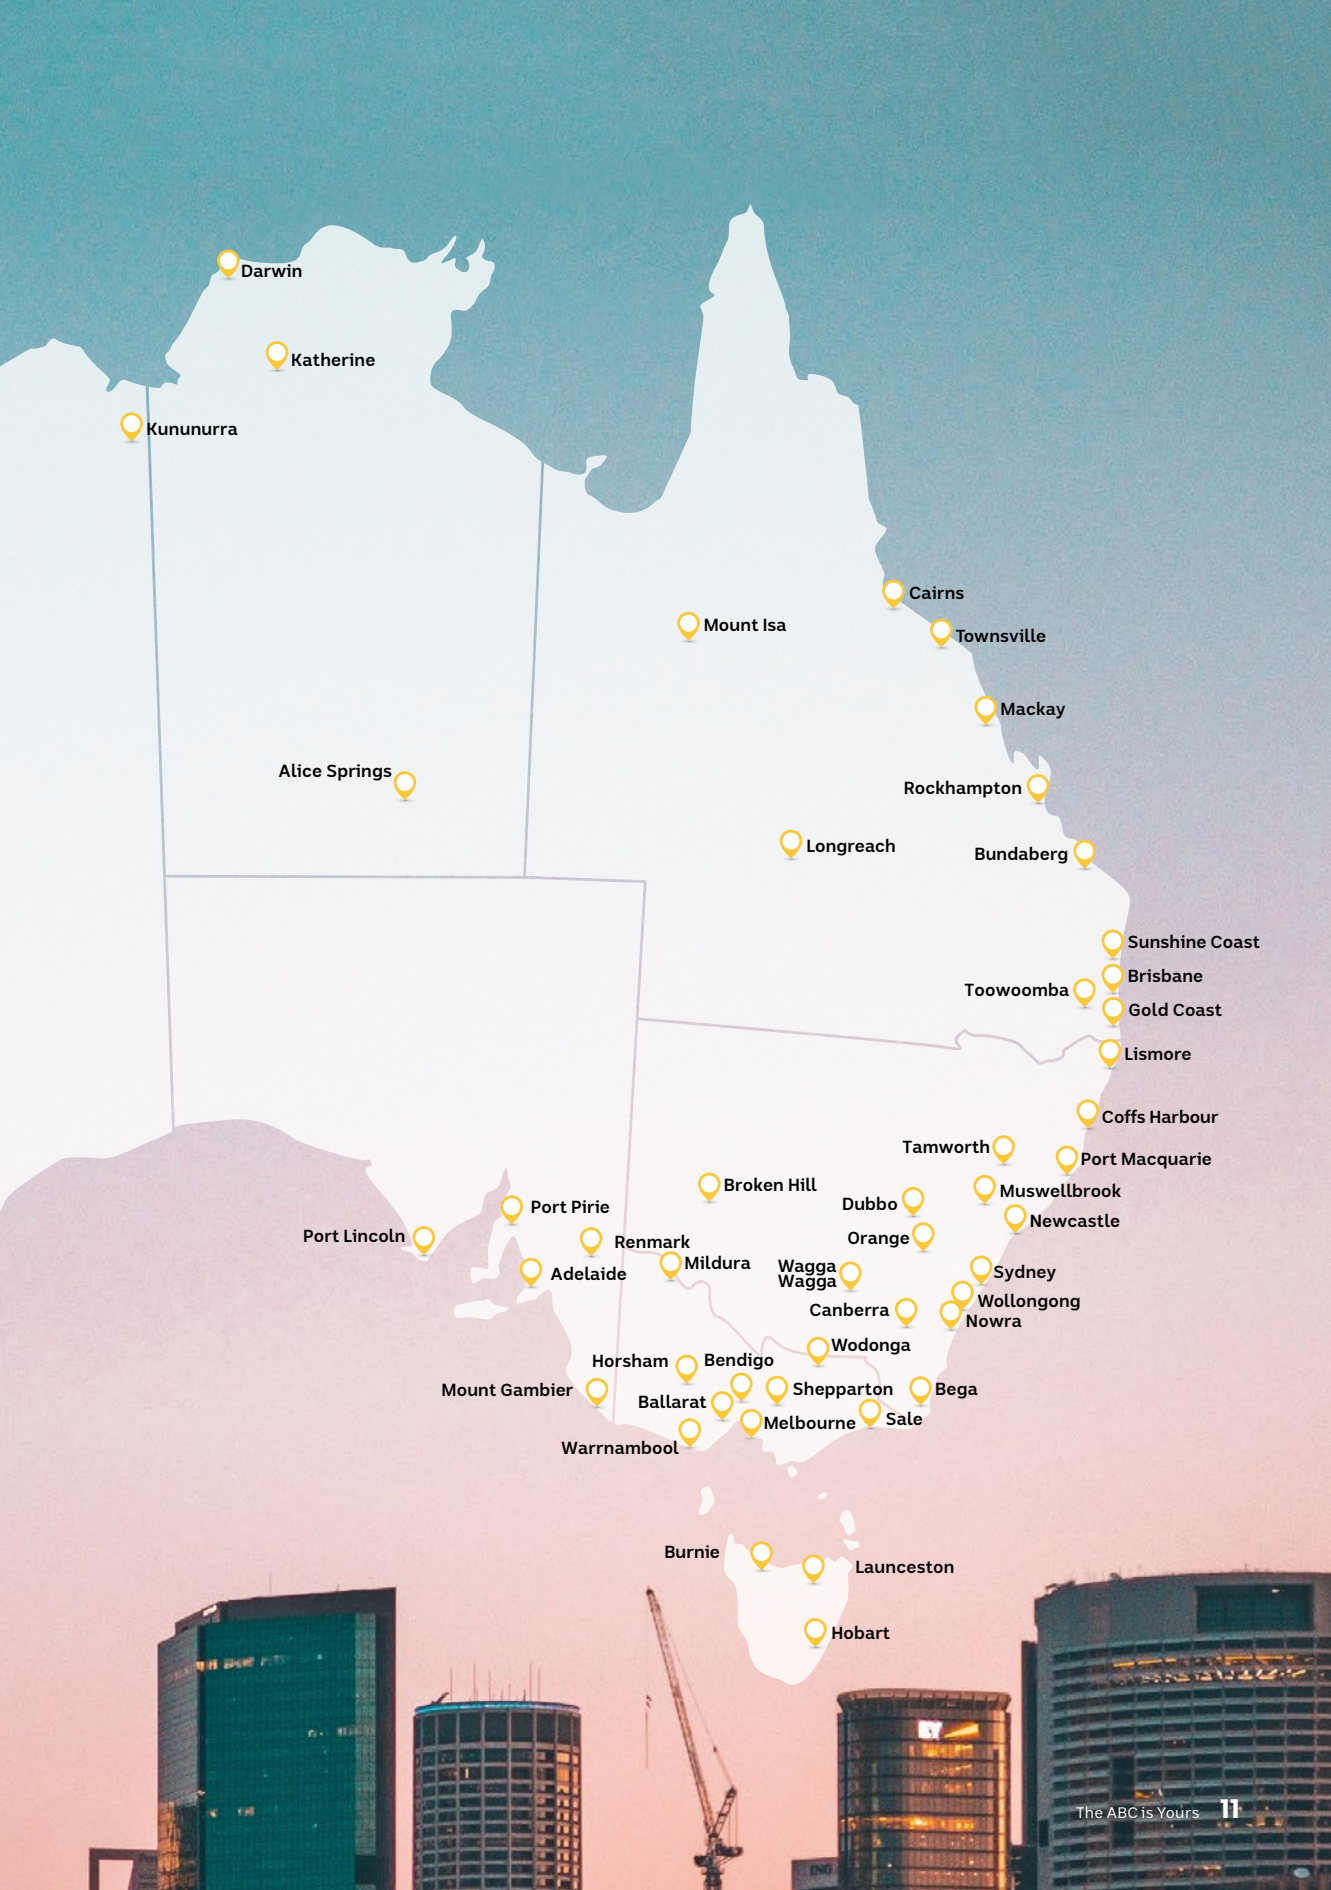 Darwin
Katherine
Kununurra
Cairns
Mount Isa
Townsville
Mackay
Alice Springs
Rockhampton
Longreach
Bundaberg
Sunshine Coast
Brisbane
Toowoomba
Gold Coast
Lismore
Coffs Harbour
Tamworth
Port Macquarie
Broken Hill
Muswellbrook
Dubbo
Port Pirie
Newcastle
Port Lincoln
Orange
Renmark
Mildura
Wagga
Wagga
Sydney
Adelaide
Wollongong
Canberra
Nowra
Wodonga
Horsham
Bendigo
Mount Gambier
Shepparton
Bega
Ballarat
Sale
Melbourne
Warrnambool
Burnie
Launceston
Hobart
EY
The ABC is Yours 11
ING